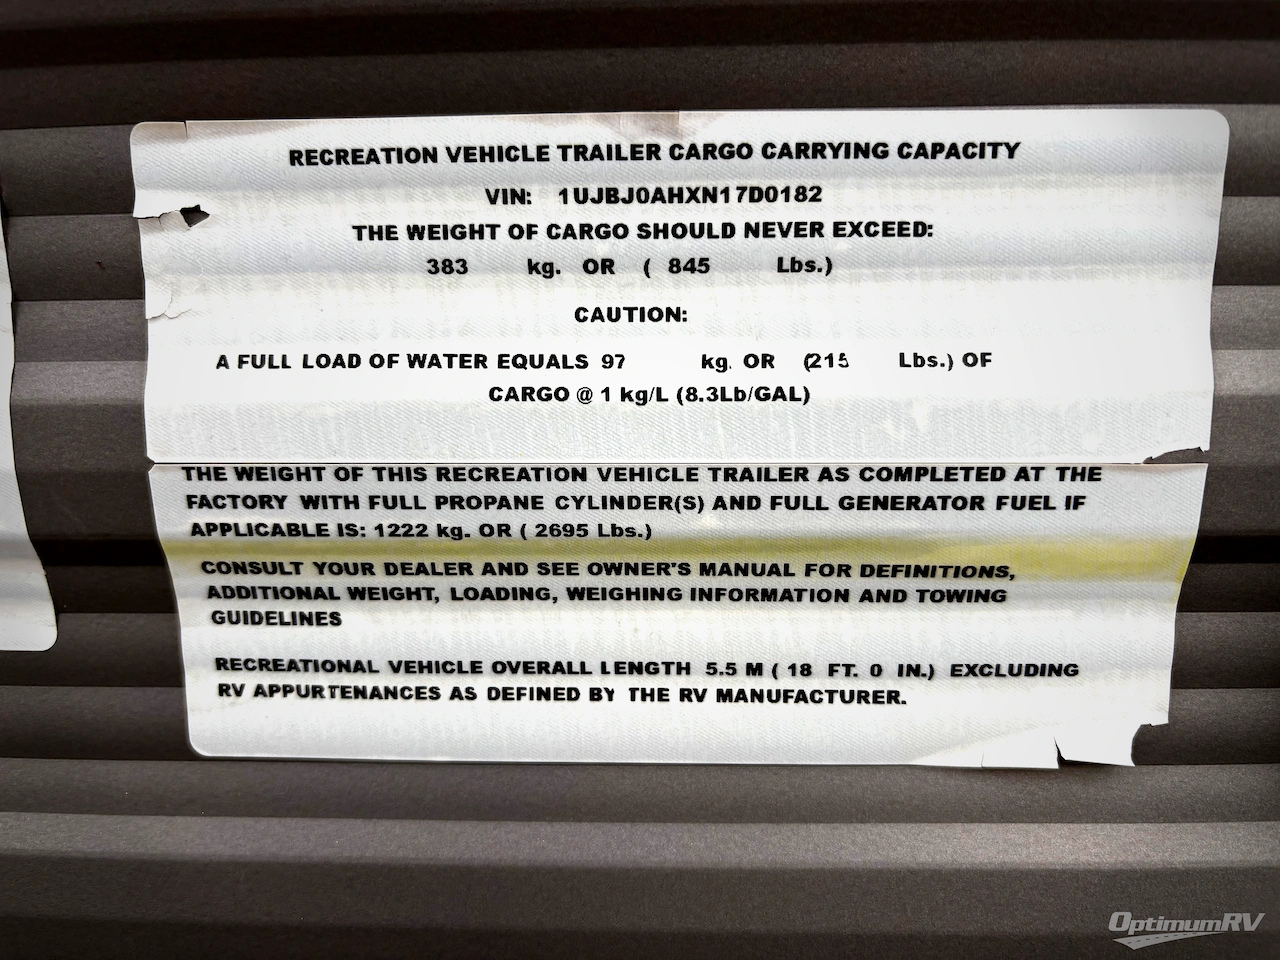 RECREATION VEHICLE TRAILER CARGO CARRYING CAPACITY
VIN: 1UJBJ0AHXN17D0182
THE WEIGHT OF CARGO SHOULD NEVER EXCEED:
383 kg. OR ( 845 Lbs.)
CAUTION:
A FULL LOAD OF WATER EQUALS 97 kg. OR (215 Lbs.) OF
CARGO @ 1 kg/L (8.3Lb/GAL)
THE WEIGHT OF THIS RECREATION VEHICLE TRAILER AS COMPLETED AT THE
FACTORY WITH FULL PROPANE CYLINDER(S) AND FULL GENERATOR FUEL IF
APPLICABLE IS: 1222 kg. OR ( 2695 Lbs.)
CONSULT YOUR DEALER AND SEE OWNER'S MANUAL FOR DEFINITIONS,
ADDITIONAL WEIGHT, LOADING, WEIGHING INFORMATION AND TOWING
GUIDELINES
RECREATIONAL VEHICLE OVERALL LENGTH 5.5 M ( 18 FT. 0 IN.) EXCLUDING
RV APPURTENANCES AS DEFINED BY THE RV MANUFACTURER.
OptimumRV